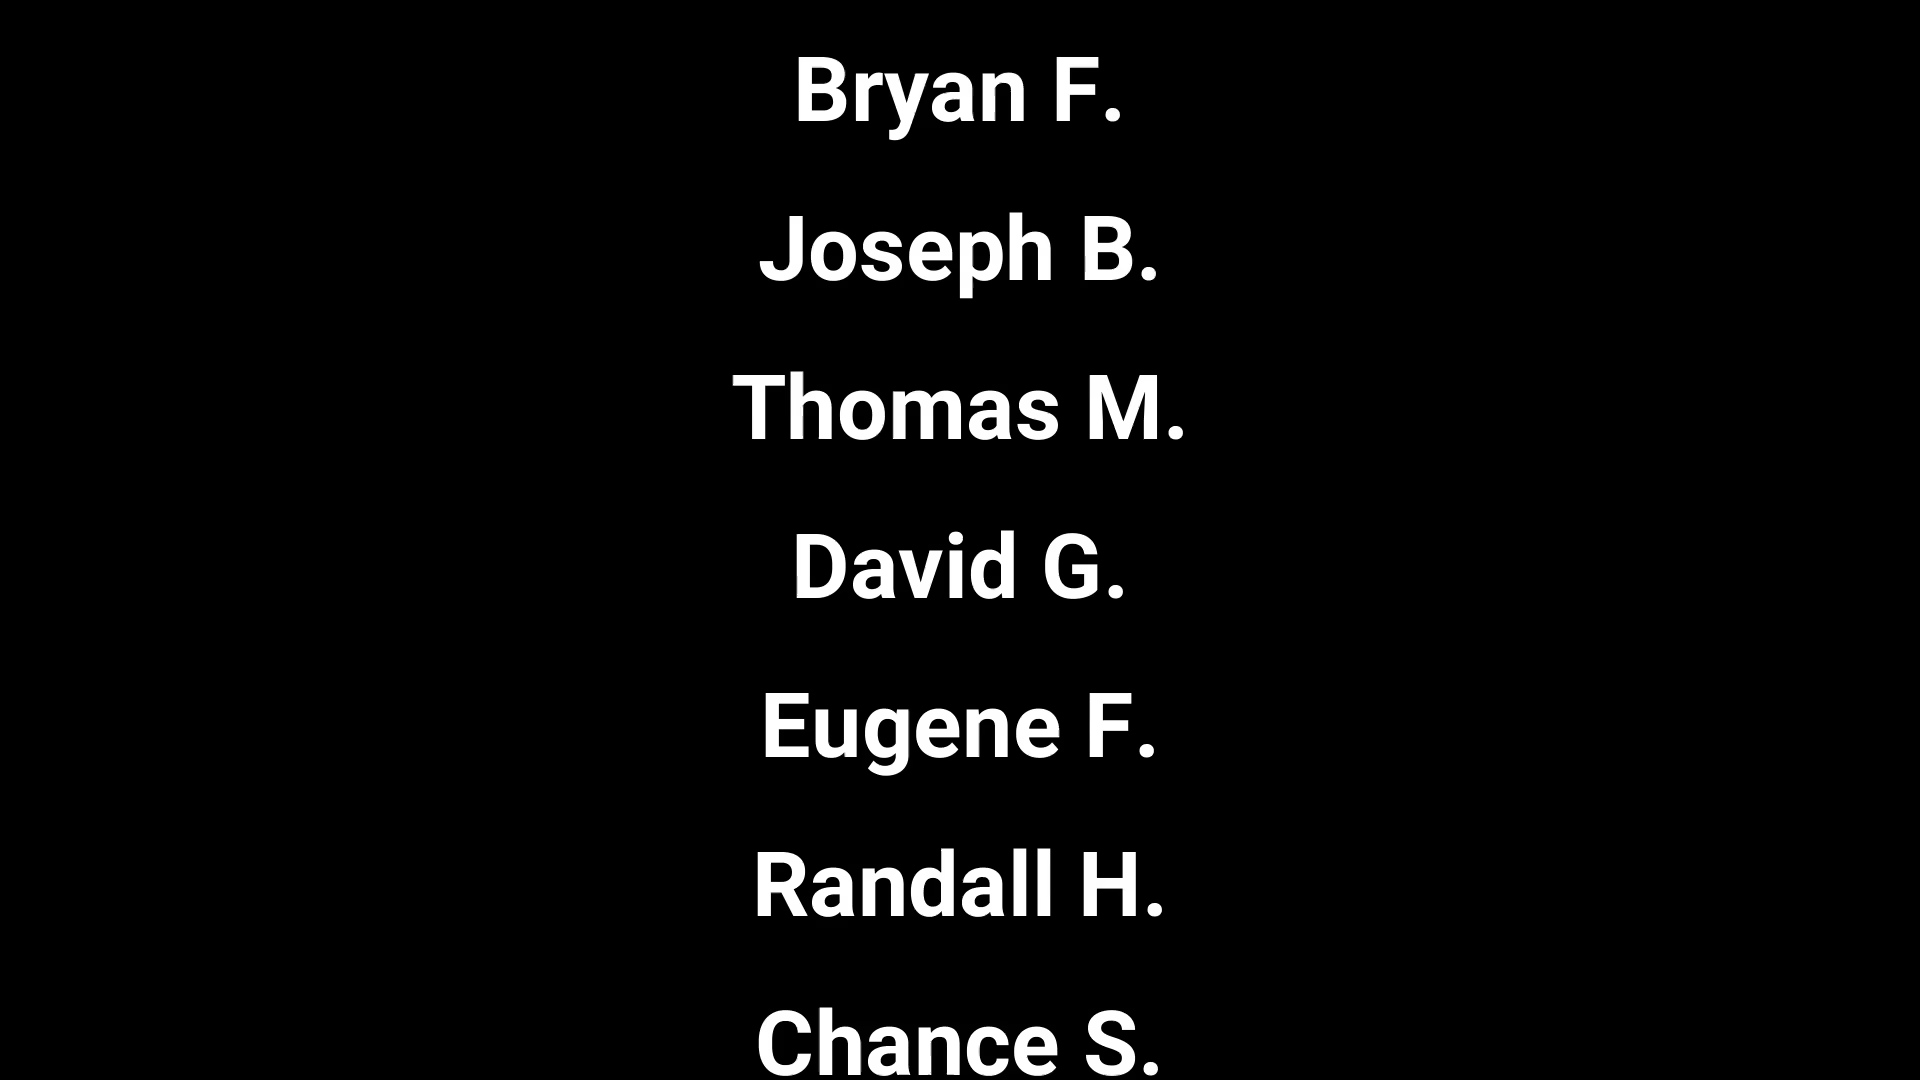 Bryan F.
Joseph B.
Thomas M.
David G.
Eugene F.
Randall H.
Chance S.